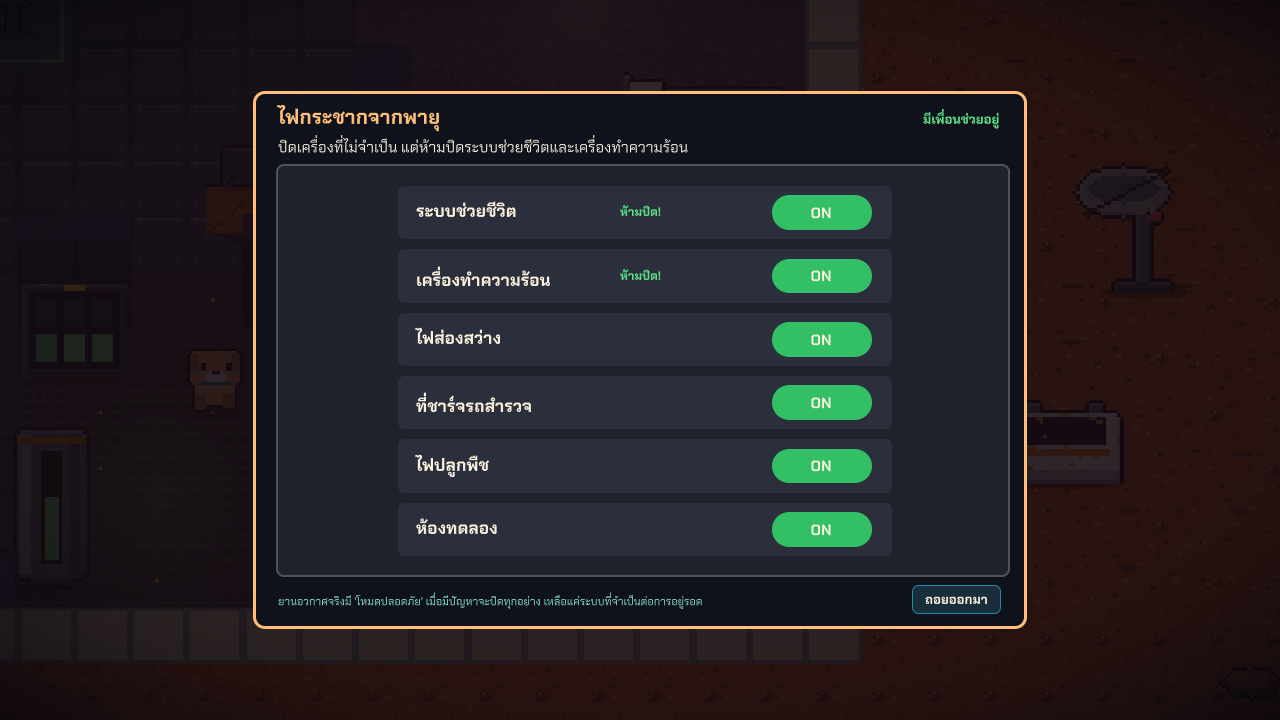 ไฟกระชากจากพายุ
มีเพื่อนช่วยอยู่
ปิดเครื่องที่ไม่จำเป็น แต่ห้ามปิดระบบช่วยชีวิตและเครื่องทำความร้อน
ระบบช่วยชีวิต ห้ามปิด! ON
เครื่องทำความร้อน ห้ามปิด! ON
ไฟส่องสว่าง ON
ที่ชาร์จรถสำรวจ ON
ไฟปลูกพืช ON
ห้องทดลอง ON
ยานอวกาศจริงมี 'โหมดปลอดภัย' เมื่อมีปัญหาจะปิดทุกอย่าง เหลือแค่ระบบที่จำเป็นต่อการอยู่รอด
ถอยออกมา